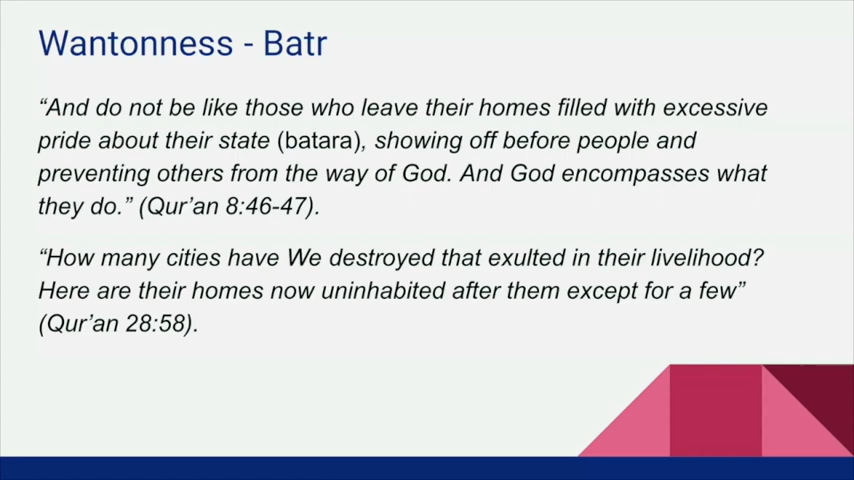 Wantonness - Batr
“And do not be like those who leave their homes filled with excessive
pride about their state (batara), showing off before people and
preventing others from the way of God. And God encompasses what
they do.” (Qur’an 8:46-47).
“How many cities have We destroyed that exulted in their livelihood?
Here are their homes now uninhabited after them except for a few”
(Qur’an 28:58).